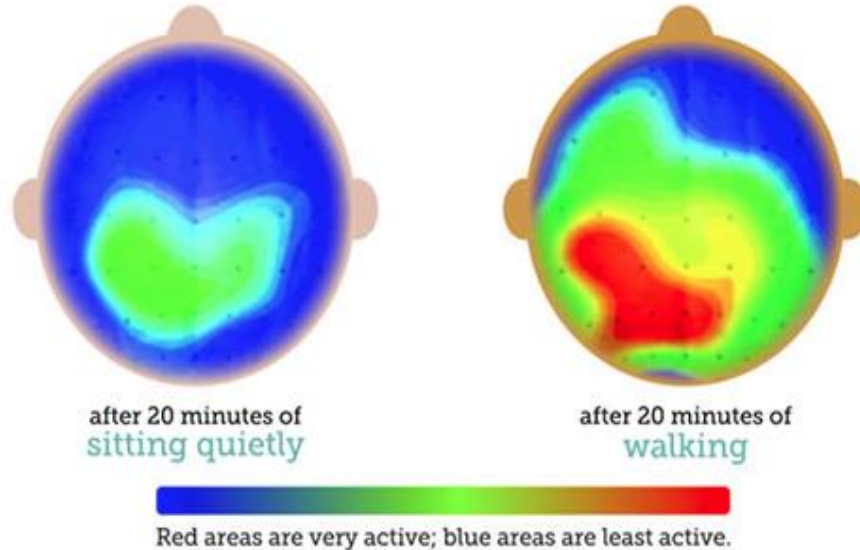 after 20 minutes of
sitting quietly
after 20 minutes of
walking
Red areas are very active; blue areas are least active.